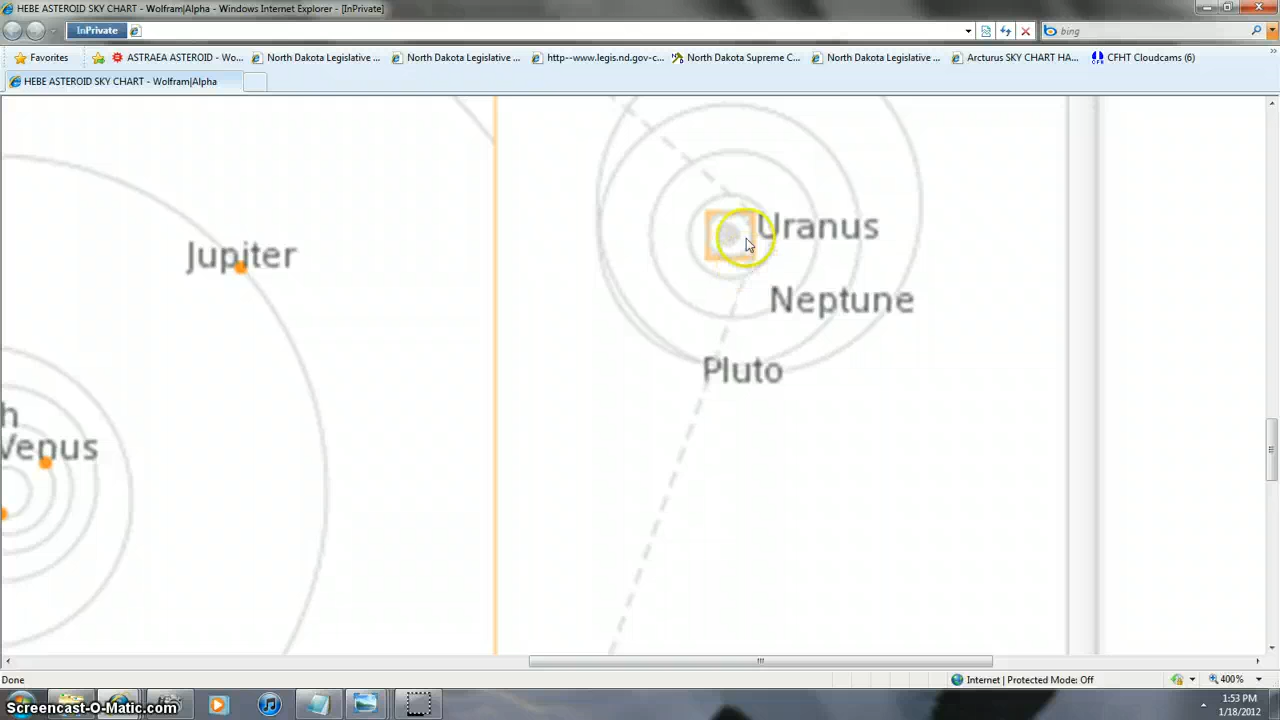 HEBE ASTEROID SKY CHART - Wolfram|Alpha - Windows Internet Explorer - [InPrivate]
InPrivate
bing
Favorites
ASTRAEA ASTEROID - Wo...
North Dakota Legislative ...
North Dakota Legislative ...
http--www.legis.nd.gov-c...
North Dakota Supreme C...
North Dakota Legislative ...
Arcturus SKY CHART HA...
CFHT Cloudcams (6)
HEBE ASTEROID SKY CHART - Wolfram|Alpha
Uranus
Jupiter
Neptune
Pluto
h
Venus
Done
Internet | Protected Mode: Off
400%
Screencast-O-Matic.com
1:53 PM
1/18/2012